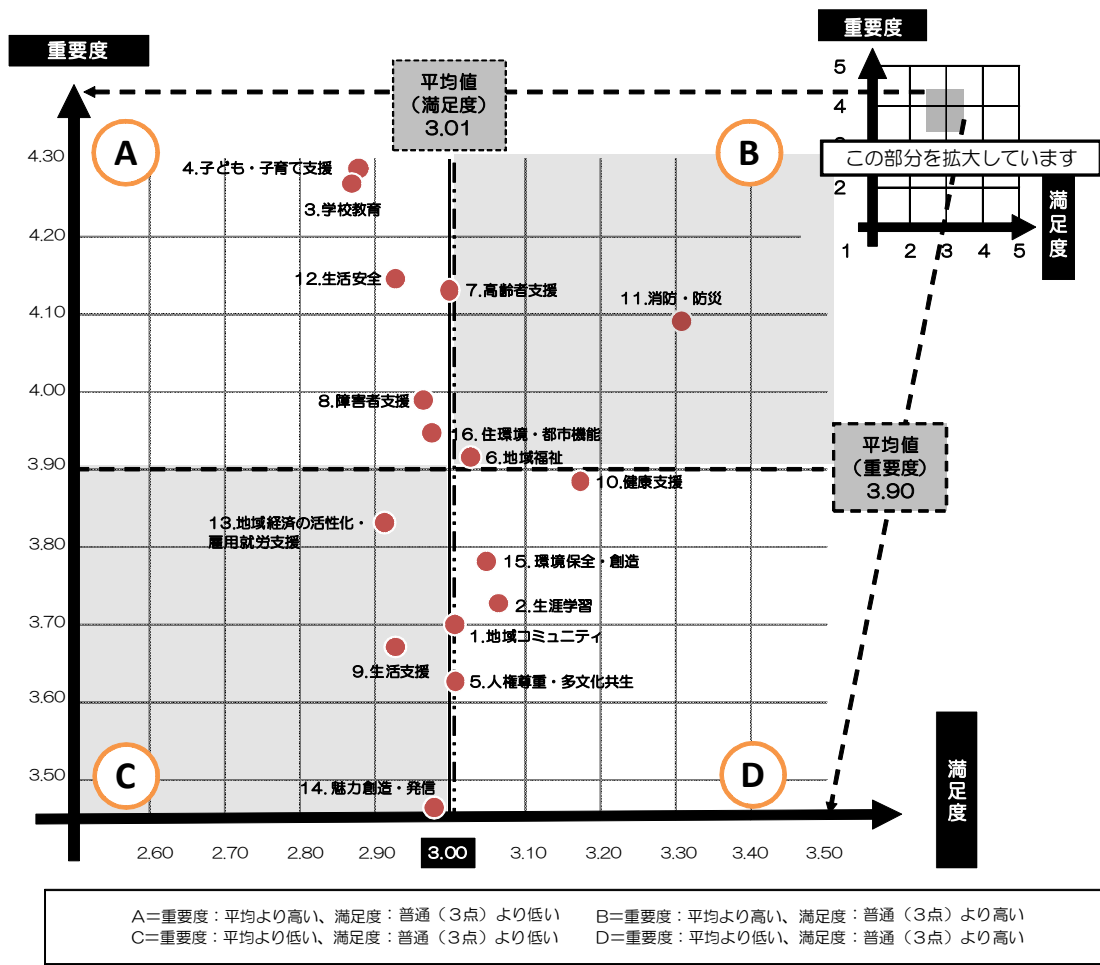 重要度
重要度
平均値
（満足度）
3.01
5
4
この部分を拡大しています
2
1
2
3
4
5
満足度
A
B
4.30
4.子ども・子育て支援
3.学校教育
4.20
12.生活安全
7.高齢者支援
11.消防・防災
4.10
4.00
8.障害者支援
16.住環境・都市機能
6.地域福祉
平均値
（重要度）
3.90
3.90
10.健康支援
13.地域経済の活性化・
雇用就労支援
3.80
15.環境保全・創造
2.生涯学習
3.70
1.地域コミュニティ
9.生活支援
5.人権尊重・多文化共生
3.60
C
D
3.50
14.魅力創造・発信
満足度
2.60
2.70
2.80
2.90
3.00
3.10
3.20
3.30
3.40
3.50
A＝重要度：平均より高い、満足度：普通（３点）より低い　B＝重要度：平均より高い、満足度：普通（３点）より高い
C＝重要度：平均より低い、満足度：普通（３点）より低い　D＝重要度：平均より低い、満足度：普通（３点）より高い